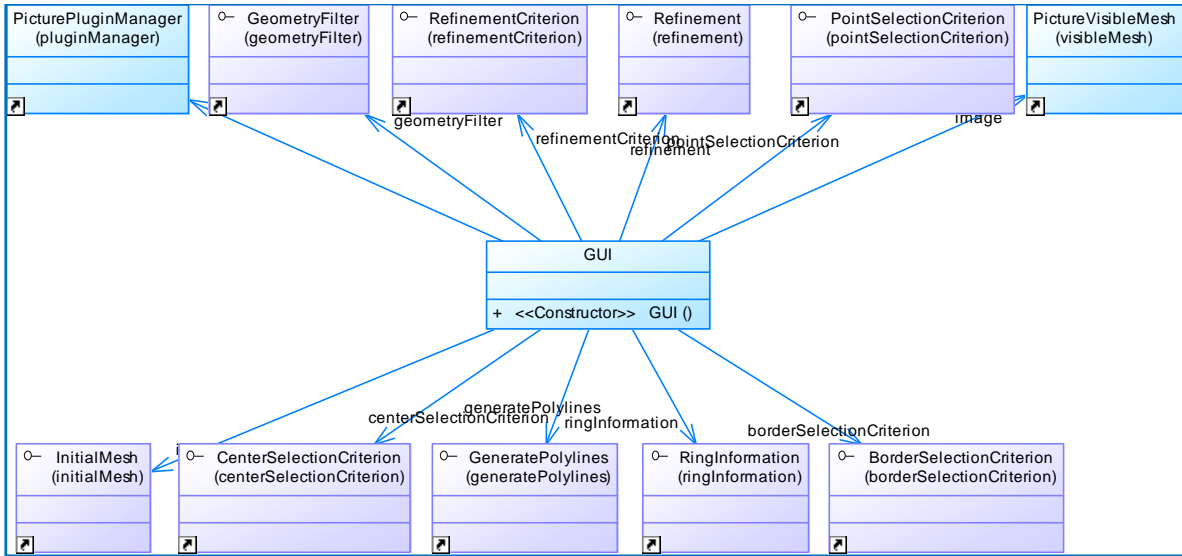 PicturePluginManager
(pluginManager)
GeometryFilter
(geometryFilter)
RefinementCriterion
(refinementCriterion)
Refinement
(refinement)
PointSelectionCriterion
(pointSelectionCriterion)
PictureVisibleMesh
(visibleMesh)
geometryFilter
refinementCriterion
refinement
pointSelectionCriterion
image
GUI
+ <<Constructor>> GUI ()
centerSelectionCriterion
generatePolylines
ringInformation
borderSelectionCriterion
InitialMesh
(initialMesh)
CenterSelectionCriterion
(centerSelectionCriterion)
GeneratePolylines
(generatePolylines)
RingInformation
(ringInformation)
BorderSelectionCriterion
(borderSelectionCriterion)